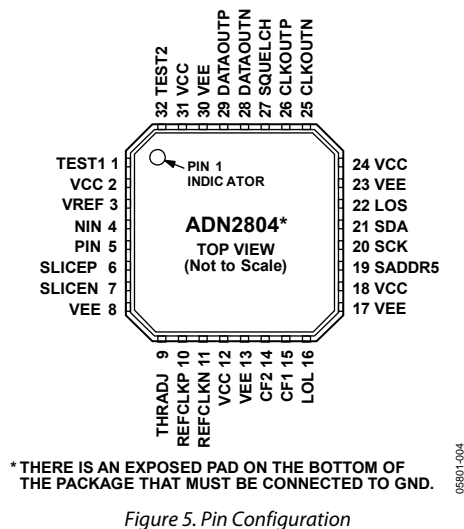 32 TEST2
31 VCC
30 VEE
29 DATAOUTP
28 DATAOUTN
27 SQUELCH
26 CLKOUTP
25 CLKOUTN
TEST1 1
VCC 2
VREF 3
NIN 4
PIN 5
SLICEP 6
SLICEN 7
VEE 8
PIN 1
INDIC ATOR
ADN2804*
TOP VIEW
(Not to Scale)
24 VCC
23 VEE
22 LOS
21 SDA
20 SCK
19 SADDR5
18 VCC
17 VEE
THRADJ 9
REFCLKP 10
REFCLKN 11
VCC 12
VEE 13
CF2 14
CF1 15
LOL 16
* THERE IS AN EXPOSED PAD ON THE BOTTOM OF
THE PACKAGE THAT MUST BE CONNECTED TO GND.
05801-004
Figure 5. Pin Configuration